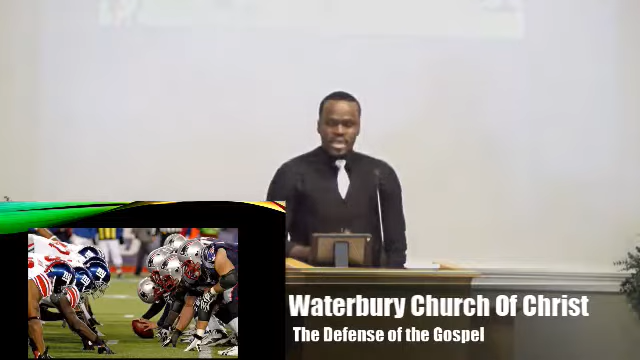 Waterbury Church Of Christ
The Defense of the Gospel